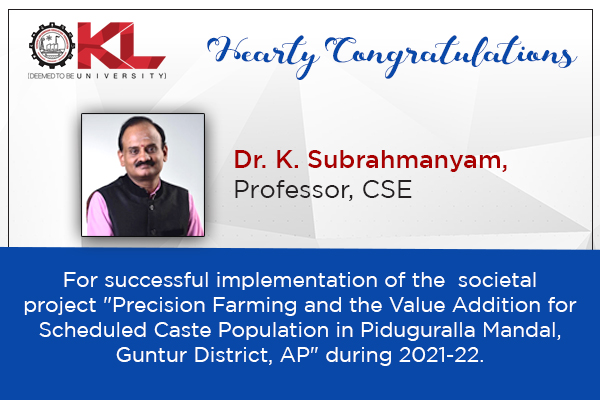 KL
(DEEMED TO BE UNIVERSITY)
Hearty Congratulations
Dr. K. Subrahmanyam,
Professor, CSE
For successful implementation of the societal
project "Precision Farming and the Value Addition for
Scheduled Caste Population in Piduguralla Mandal,
Guntur District, AP" during 2021-22.